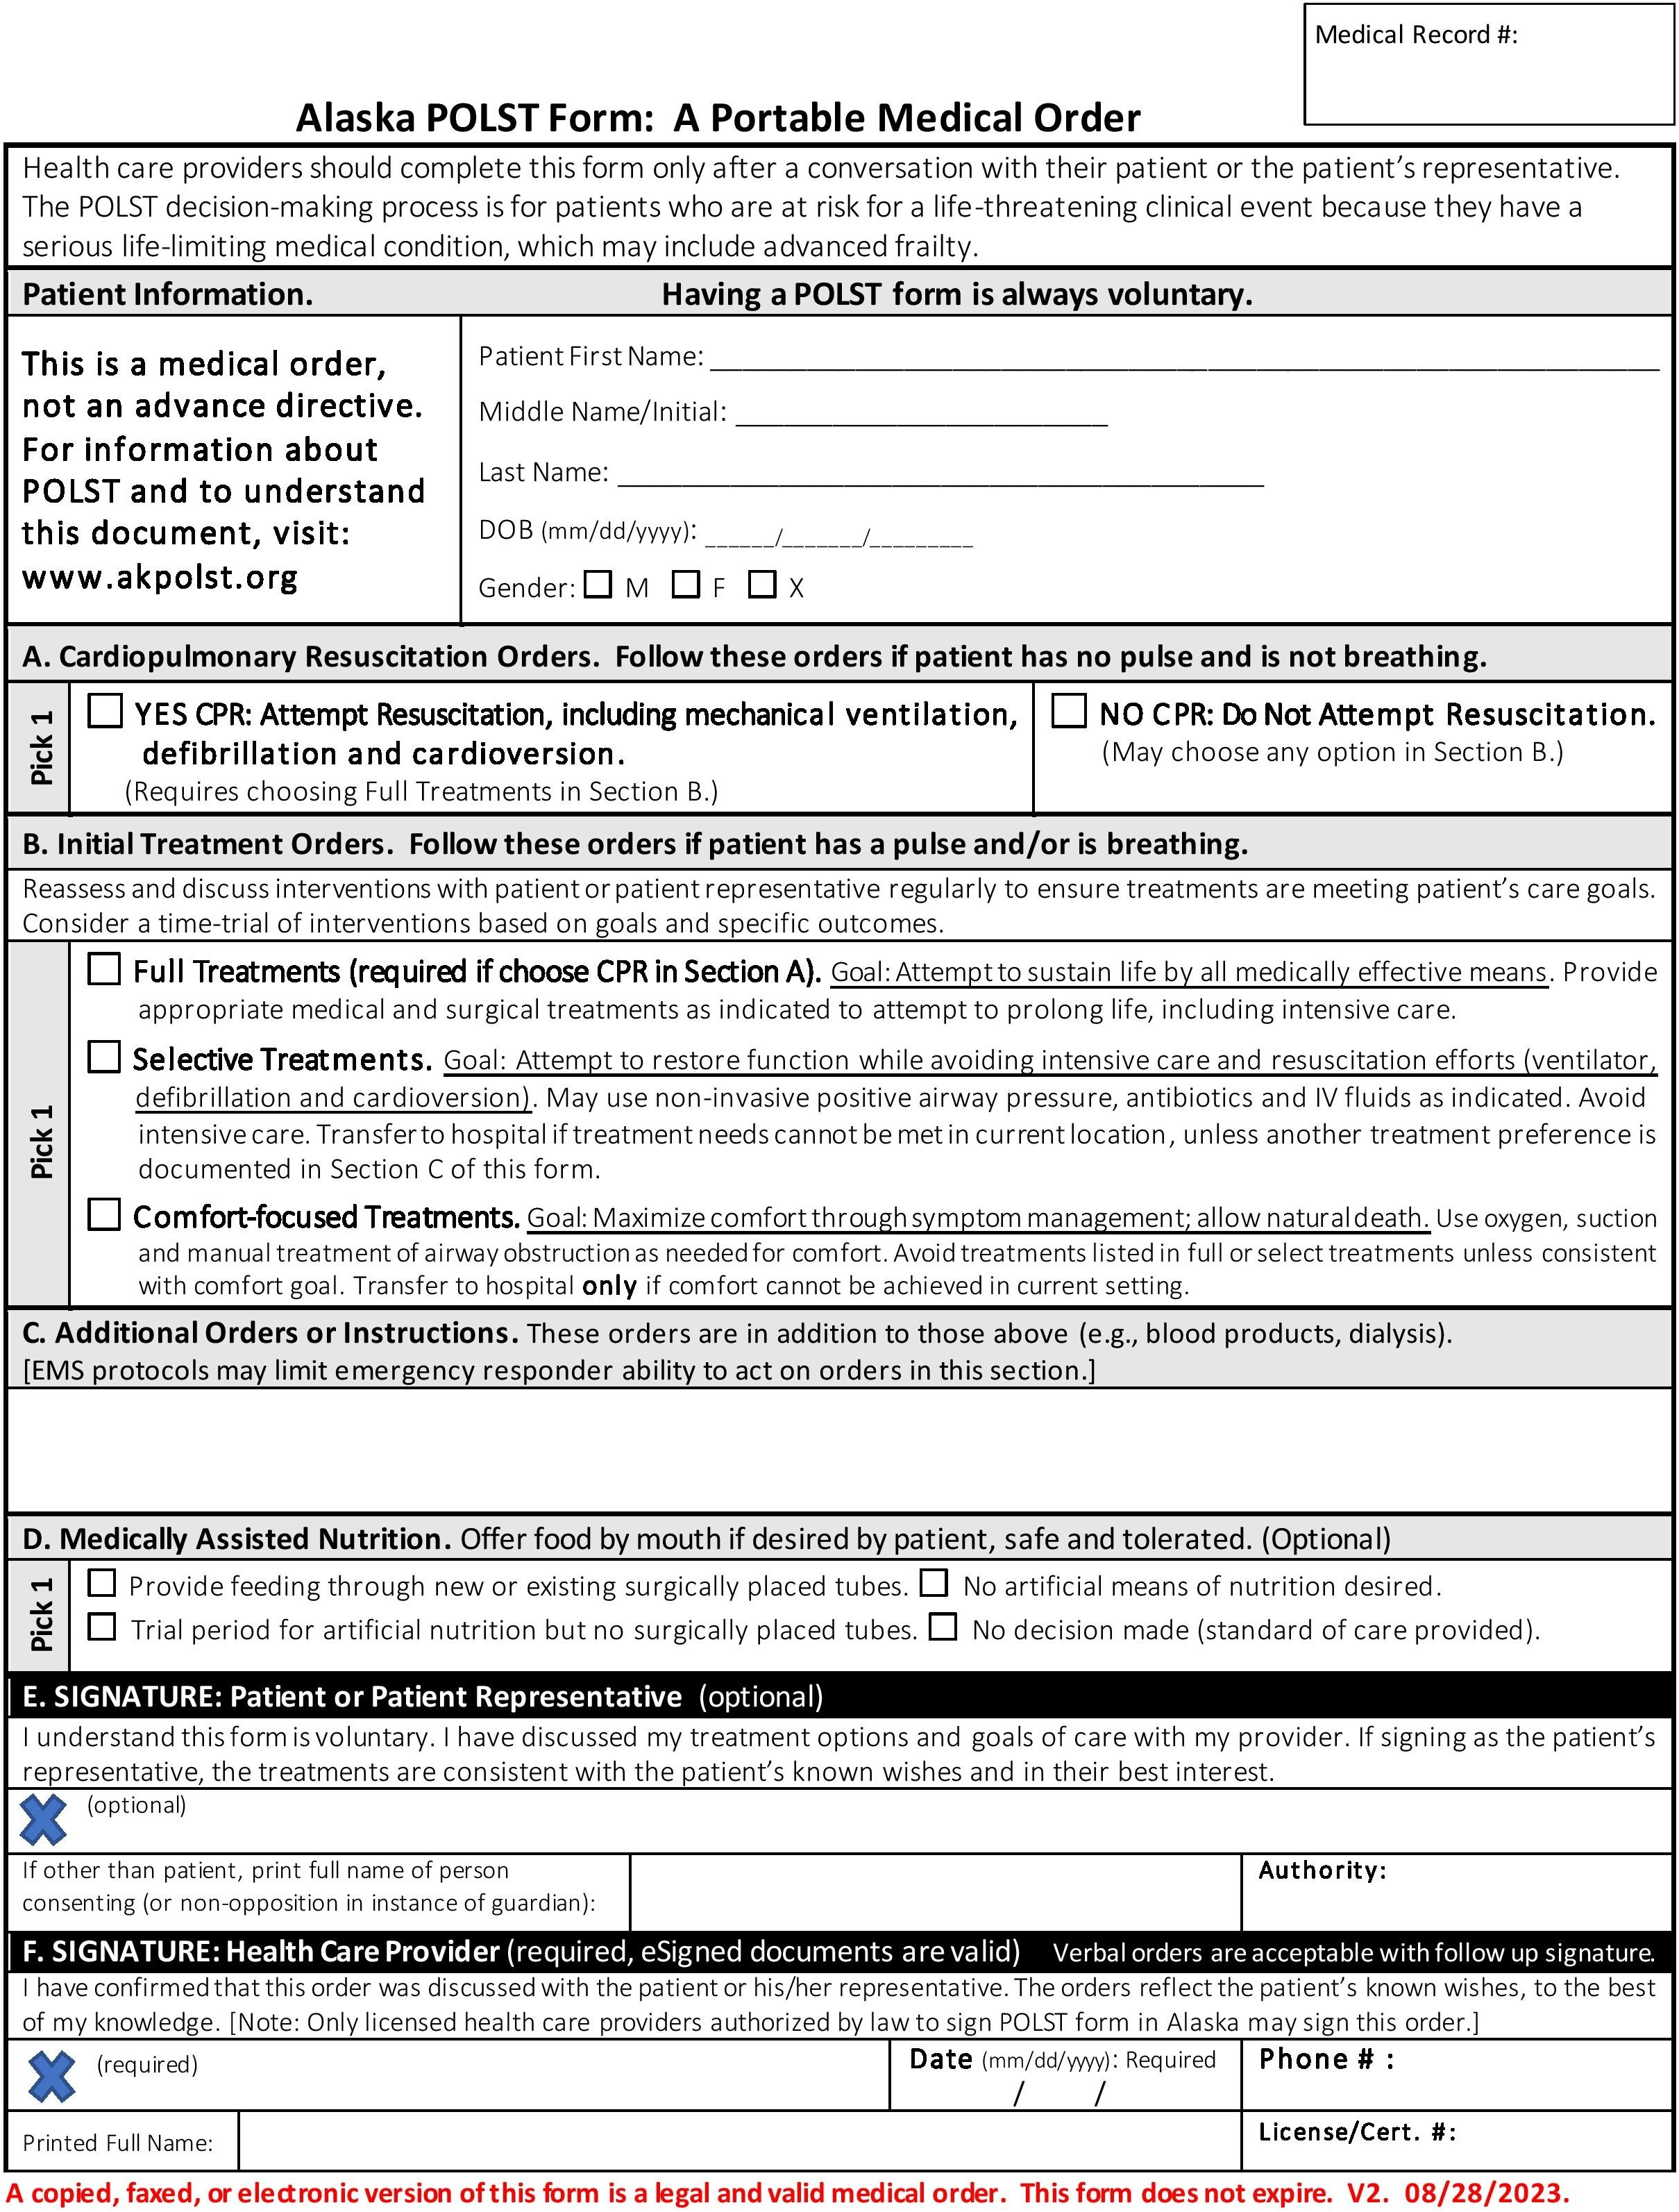 Medical Record #:
Alaska POLST Form: A Portable Medical Order
Health care providers should complete this form only after a conversation with their patient or the patient’s representative.
The POLST decision-making process is for patients who are at risk for a life-threatening clinical event because they have a
serious life-limiting medical condition, which may include advanced frailty.
Patient Information. Having a POLST form is always voluntary.
This is a medical order,
not an advance directive.
For information about
POLST and to understand
this document, visit:
www.akpolst.org
Patient First Name: ______________________________
Middle Name/Initial: ______________________________
Last Name: ______________________________
DOB (mm/dd/yyyy): ______/_______/_________
Gender: ☐ M ☐ F ☐ X
A. Cardiopulmonary Resuscitation Orders. Follow these orders if patient has no pulse and is not breathing.
Pick 1
☐ YES CPR: Attempt Resuscitation, including mechanical ventilation,
defibrillation and cardioversion.
(Requires choosing Full Treatments in Section B.)
☐ NO CPR: Do Not Attempt Resuscitation.
(May choose any option in Section B.)
B. Initial Treatment Orders. Follow these orders if patient has a pulse and/or is breathing.
Reassess and discuss interventions with patient or patient representative regularly to ensure treatments are meeting patient’s care goals.
Consider a time-trial of interventions based on goals and specific outcomes.
Pick 1
☐ Full Treatments (required if choose CPR in Section A). Goal: Attempt to sustain life by all medically effective means. Provide
appropriate medical and surgical treatments as indicated to attempt to prolong life, including intensive care.
☐ Selective Treatments. Goal: Attempt to restore function while avoiding intensive care and resuscitation efforts (ventilator,
defibrillation and cardioversion). May use non-invasive positive airway pressure, antibiotics and IV fluids as indicated. Avoid
intensive care. Transfer to hospital if treatment needs cannot be met in current location, unless another treatment preference is
documented in Section C of this form.
☐ Comfort-focused Treatments. Goal: Maximize comfort through symptom management; allow natural death. Use oxygen, suction
and manual treatment of airway obstruction as needed for comfort. Avoid treatments listed in full or select treatments unless consistent
with comfort goal. Transfer to hospital only if comfort cannot be achieved in current setting.
C. Additional Orders or Instructions. These orders are in addition to those above (e.g., blood products, dialysis).
[EMS protocols may limit emergency responder ability to act on orders in this section.]
D. Medically Assisted Nutrition. Offer food by mouth if desired by patient, safe and tolerated. (Optional)
Pick 1
☐ Provide feeding through new or existing surgically placed tubes. ☐ No artificial means of nutrition desired.
☐ Trial period for artificial nutrition but no surgically placed tubes. ☐ No decision made (standard of care provided).
E. SIGNATURE: Patient or Patient Representative (optional)
I understand this form is voluntary. I have discussed my treatment options and goals of care with my provider. If signing as the patient’s
representative, the treatments are consistent with the patient’s known wishes and in their best interest.
(optional)
If other than patient, print full name of person
consenting (or non-opposition in instance of guardian):
Authority:
F. SIGNATURE: Health Care Provider (required, eSigned documents are valid) Verbal orders are acceptable with follow up signature.
I have confirmed that this order was discussed with the patient or his/her representative. The orders reflect the patient’s known wishes, to the best
of my knowledge. [Note: Only licensed health care providers authorized by law to sign POLST form in Alaska may sign this order.]
(required)
Date (mm/dd/yyyy): Required
/ /
Phone # :
Printed Full Name:
License/Cert. #:
A copied, faxed, or electronic version of this form is a legal and valid medical order. This form does not expire. V2. 08/28/2023.